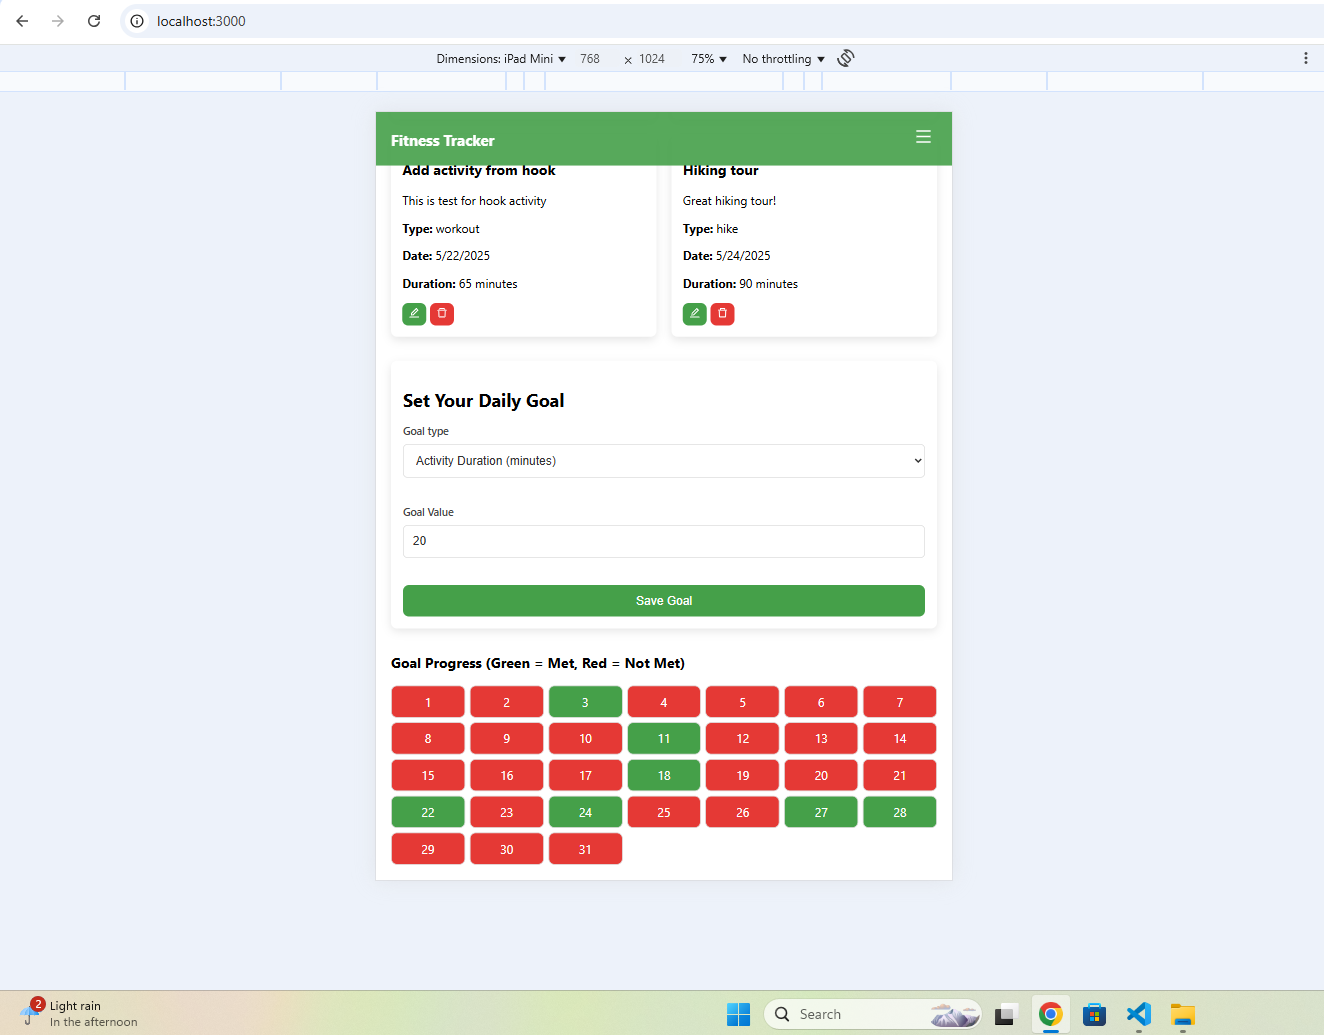 localhost:3000
Dimensions: iPad Mini ▼ 768 × 1024 75% ▼ No throttling ▼
Fitness Tracker
Add activity from hook
This is test for hook activity
Type: workout
Date: 5/22/2025
Duration: 65 minutes
Hiking tour
Great hiking tour!
Type: hike
Date: 5/24/2025
Duration: 90 minutes
Set Your Daily Goal
Goal type
Activity Duration (minutes)
Goal Value
20
Save Goal
Goal Progress (Green = Met, Red = Not Met)
1 2 3 4 5 6 7
8 9 10 11 12 13 14
15 16 17 18 19 20 21
22 23 24 25 26 27 28
29 30 31
2
Light rain
In the afternoon
Search